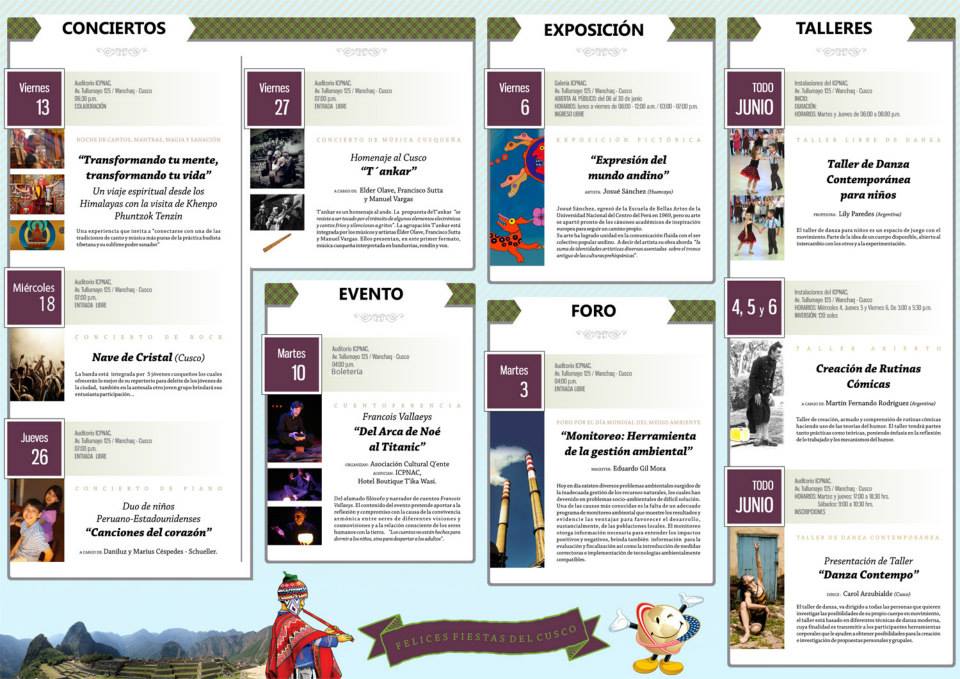 CONCIERTOS
Viernes
13
Auditorio ICPNAC,
Av. Tullumayo 125 / Wanchaq - Cusco
06:30 p.m.
COLABORACIÓN
NOCHE DE CANTOS, MANTRAS, MAGIA Y SANACIÓN
“Transformando tu mente,
transformando tu vida”
Un viaje espiritual desde los
Himalayas con la visita de Khenpo
Phuntzok Tenzin
Una experiencia que invita a “conectarse con una de las
tradiciones de canto y música más puras de la práctica budista
tibetana y su sublime poder sanador”
Miércoles
18
Auditorio ICPNAC,
Av. Tullumayo 125 / Wanchaq - Cusco
07:00 p.m.
ENTRADA LIBRE
CONCIERTO DE ROCK
Nave de Cristal (Cusco)
La banda está integrada por 5 jóvenes cusqueños los cuales
ofrecerán lo mejor de su repertorio para deleite de los jóvenes de
la ciudad, también en la antesala otro joven grupo brindará una
entusiasta participación...
Jueves
26
Auditorio ICPNAC,
Av. Tullumayo 125 / Wanchaq - Cusco
07:00 p.m.
ENTRADA LIBRE
CONCIERTO DE PIANO
Duo de niños
Peruano-Estadounidenses
“Canciones del corazón”
A CARGO DE: Daniluz y Marius Céspedes - Schueller.
Viernes
27
Auditorio ICPNAC,
Av. Tullumayo 125 / Wanchaq - Cusco
07:00 p.m.
ENTRADA LIBRE
CONCIERTO DE MÚSICA CUSQUEÑA
Homenaje al Cusco
“T´ankar”
A CARGO DE: Elder Olave, Francisco Sutta
y Manuel Vargas
T'ankar es un homenaje al ande. La propuesta de T'ankar “se
resiste a ser tocado por el tránsito de algunos elementos electrónicos
y cantos fríos y silenciosos en gritos”. La agrupación T'ankar está
integrada por los músicos y artistas Elder Olave, Francisco Sutta
y Manuel Vargas. Ellos presentan, en este primer formato,
música cusqueña interpretada en bandurrias, rondín y voz.
EVENTO
Martes
10
Auditorio ICPNAC,
Av. Tullumayo 125 / Wanchaq - Cusco
04:00 p.m.
Boletería
CUENTOFERENCIA
Francois Vallaeys
“Del Arca de Noé
al Titanic”
ORGANIZAN: Asociación Cultural Q'ente
AUSPICIAN: ICPNAC,
Hotel Boutique T'ika Wasi.
Del afamado filósofo y narrador de cuentos Francois
Vallaeys. El contenido del evento pretende aportar a la
reflexión y compromiso con la causa de la convivencia
armónica entre seres de diferentes visiones y
cosmovisiones y a la relación consciente de los seres
humanos con la tierra. “Los cuentos no están hechos para
dormir a los niños, sino para despertar a los adultos”.
EXPOSICIÓN
Viernes
6
Galería ICPNAC,
Av. Tullumayo 125 / Wanchaq - Cusco
ABIERTA AL PÚBLICO: del 06 al 30 de junio
HORARIOS: lunes a viernes de 08:00 - 12:00 a.m. / 03:00 - 07:00 p.m.
INGRESO LIBRE
EXPOSICIÓN PICTÓRICA
“Expresión del
mundo andino”
ARTISTA: Josué Sánchez (Huancayo)
Josué Sánchez, egresó de la Escuela de Bellas Artes de la
Universidad Nacional del Centro del Perú en 1969, pero su arte
se apartó pronto de los cánones académicos de inspiración
europea para seguir un camino propio.
Su arte ha logrado unidad en la comunicación fluida con el ser
colectivo popular andino. A decir del artista su obra aborda “la
suma de identidades artísticas diversas asentadas sobre el tronco
antiguo de las culturas prehispánicas”.
FORO
Martes
3
Auditorio ICPNAC,
Av. Tullumayo 125 / Wanchaq - Cusco
04:00 p.m.
ENTRADA LIBRE
FORO POR EL DÍA MUNDIAL DEL MEDIO AMBIENTE
“Monitoreo: Herramienta
de la gestión ambiental”
MAGISTER: Eduardo Gil Mora
Hoy en día existen diversos problemas ambientales surgidos de
la inadecuada gestión de los recursos naturales, los cuales han
devenido en problemas socio-ambientales de difícil solución.
Una de las causas más conocidas es la falta de un adecuado
programa de monitoreo ambiental que muestre los resultados y
evidencie las ventajas para favorecer el desarrollo,
sustancialmente, de las poblaciones locales. El monitoreo
otorga información necesaria para entender los impactos
positivos y negativos, brinda también información para la
evaluación y focalización así como la introducción de medidas
correctoras e implementación de tecnologías ambientalmente
compatibles.
TALLERES
TODO
JUNIO
Instalaciones del ICPNAC,
Av. Tullumayo 125 / Wanchaq - Cusco
INICIO:
DURACIÓN:
HORARIOS: Martes y Jueves de 06:00 a 08:00 p.m.
TALLER LIBRE DE DANZA
Taller de Danza
Contemporánea
para niños
PROFESORA: Lily Paredes (Argentina)
El taller de danza para niños es un espacio de juego con el
movimiento. Parte de la idea de un cuerpo disponible, abierto al
intercambio con los otros y a la experimentación.
4, 5 y 6
Instalaciones del ICPNAC,
Av. Tullumayo 125 / Wanchaq - Cusco
HORARIOS: Miércoles 4, Jueves 5 y Viernes 6, De 3:00 a 5:30 p.m.
INVERSIÓN: 120 soles
TALLER ABIERTO
Creación de Rutinas
Cómicas
A CARGO DE: Martín Fernando Rodríguez (Argentina)
Taller de creación, armado y comprensión de rutinas cómicas
haciendo uso de las teorías del humor. El taller tendrá partes
tanto prácticas como teóricas, poniendo énfasis en la reflexión
de lo trabajado y los mecanismos del humor.
TODO
JUNIO
Auditorio ICPNAC,
Av. Tullumayo 125 / Wanchaq - Cusco
HORARIOS: Martes y jueves: 17:00 a 18:30 hrs.
Sábados: 9:00 a 10:30 hrs.
INSCRIPCIONES
TALLER DE DANZA CONTEMPORÁNEA
Presentación de Taller
“Danza Contempo”
DIRIGE: Carol Arzubialde (Cusco)
El taller de danza, va dirigido a todas las personas que quieren
investigar las posibilidades de su propio cuerpo en movimiento,
el taller está basado en diferentes técnicas de danza moderna,
cuya finalidad es transmitir a los participantes herramientas
corporales que le ayuden a obtener posibilidades para la creación
e investigación de propuestas personales y grupales.
FELICES FIESTAS DEL CUSCO